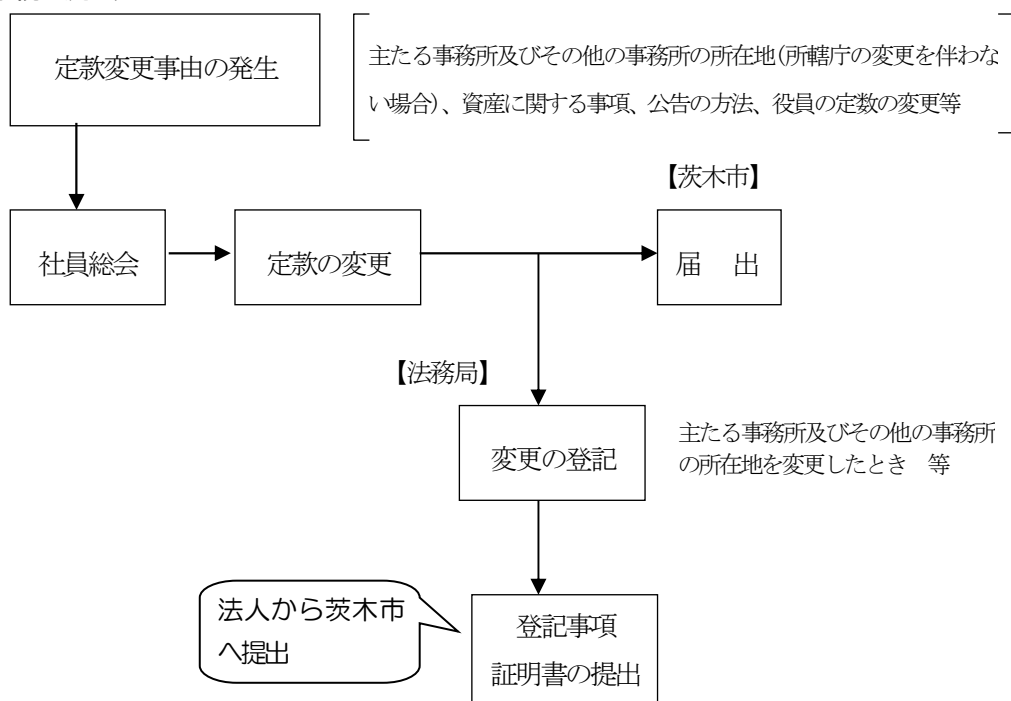 定款変更事由の発生
主たる事務所及びその他の事務所の所在地(所轄庁の変更を伴わな
い場合)、資産に関する事項、公告の方法、役員の定数の変更等
【茨木市】
社員総会
定款の変更
届　出
【法務局】
変更の登記
主たる事務所及びその他の事務所
の所在地を変更したとき　等
法人から茨木市
へ提出
登記事項
証明書の提出